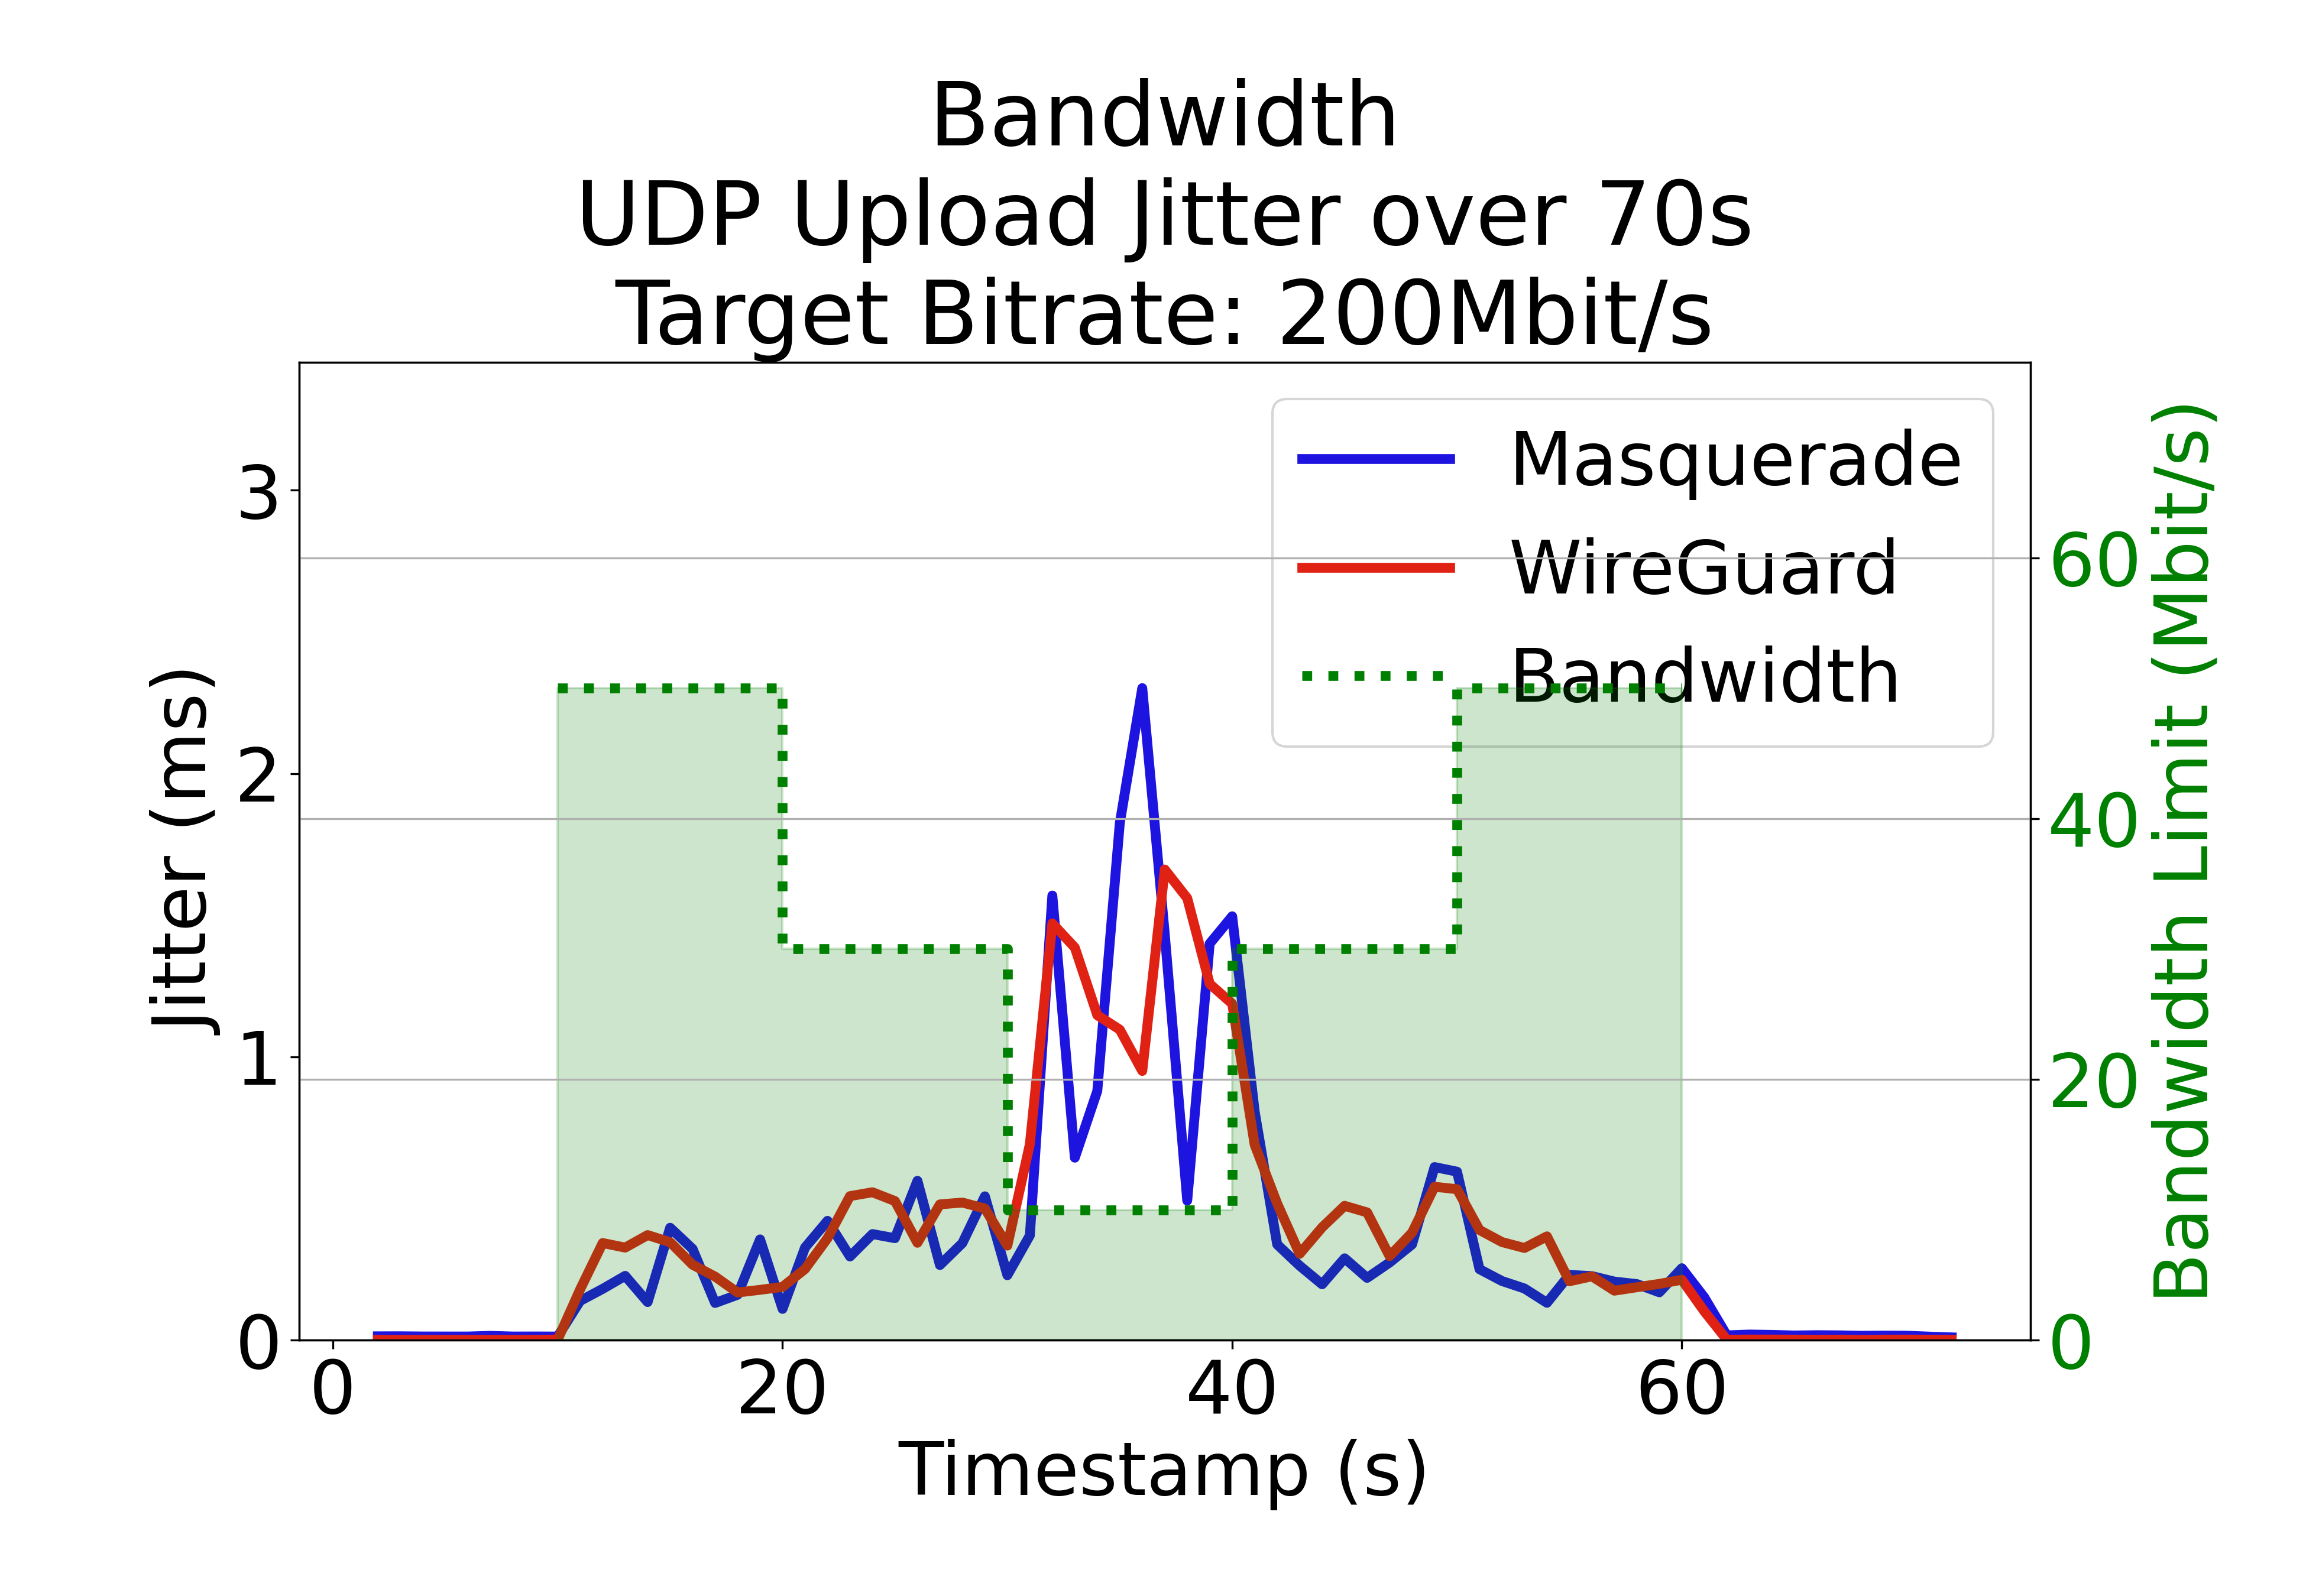 Bandwidth
UDP Upload Jitter over 70s
Target Bitrate: 200Mbit/s
Masquerade
WireGuard
Bandwidth
Jitter (ms)
3
2
1
0
Bandwidth Limit (Mbit/s)
60
40
20
0
0
20
40
60
Timestamp (s)